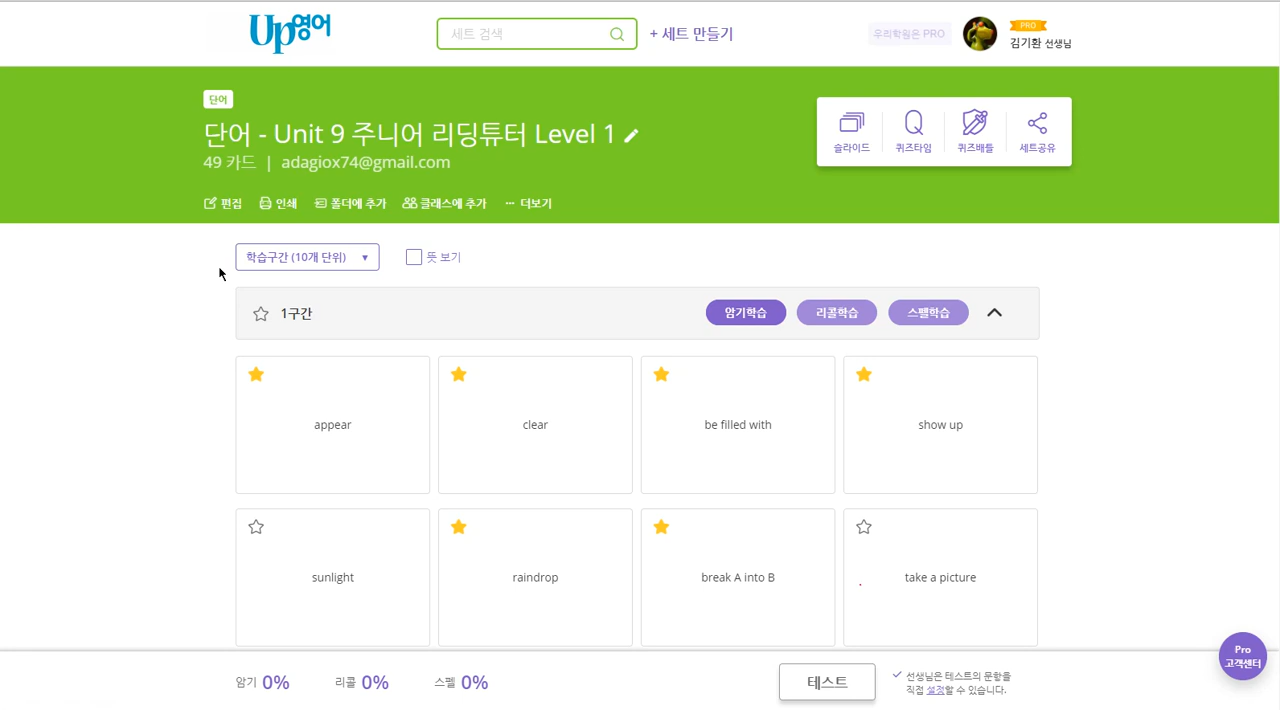 Up영어
세트 검색
+ 세트 만들기
우리학원은 PRO
PRO
김기환 선생님
단어
단어 - Unit 9 주니어 리딩튜터 Level 1
49 카드 | adagiox74@gmail.com
슬라이드
퀴즈타임
퀴즈배틀
세트공유
편집
인쇄
폴더에 추가
클래스에 추가
··· 더보기
학습구간 (10개 단위) ▼
뜻 보기
1구간
암기학습
리콜학습
스펠학습
appear
clear
be filled with
show up
sunlight
raindrop
break A into B
take a picture
암기 0%
리콜 0%
스펠 0%
테스트
선생님은 테스트의 문항을
직접 설정할 수 있습니다.
Pro
고객센터